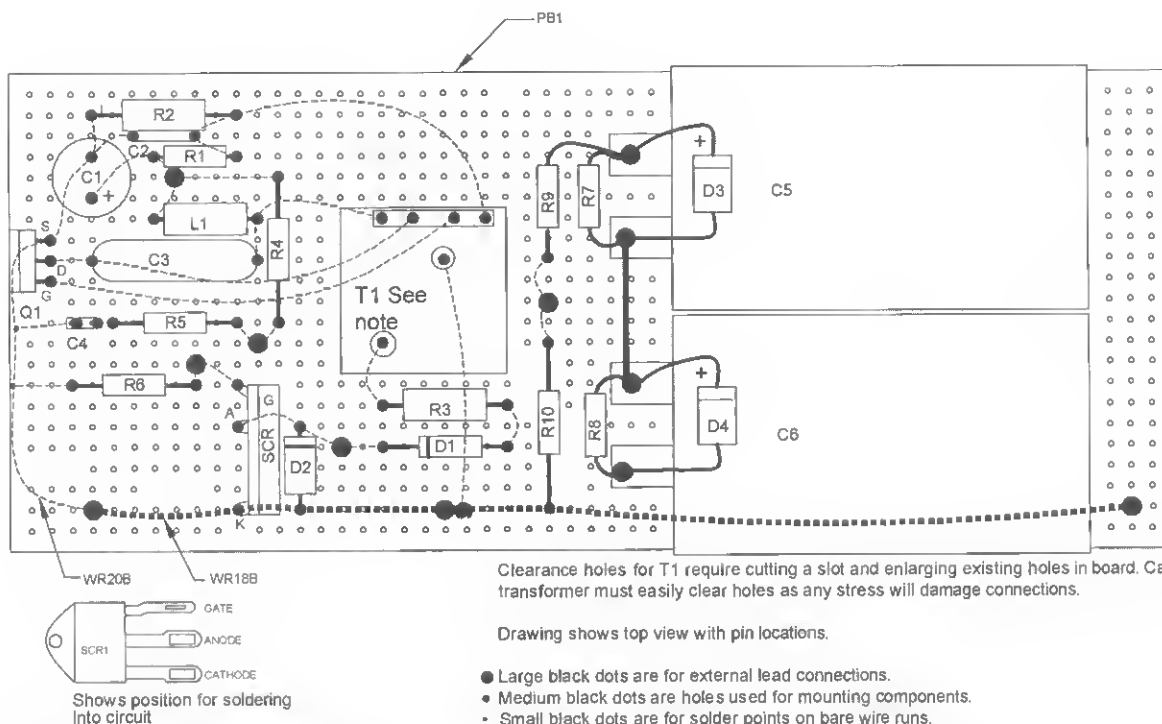 PB1
R2
C2
R1
C1
+
L1
R4
S
D
G
C3
Q1
C4
R5
T1 See
note
R9
R7
+
D3
C5
R6
G
A
SCR
D2
R3
D1
R10
R8
+
D4
C6
K
WR20B
WR18B
GATE
SCR1
ANODE
CATHODE
Shows position for soldering
Into circuit
Clearance holes for T1 require cutting a slot and enlarging existing holes in board. Ca
transformer must easily clear holes as any stress will damage connections.
Drawing shows top view with pin locations.
Large black dots are for external lead connections.
Medium black dots are holes used for mounting components.
Small black dots are for solder points on bare wire runs.